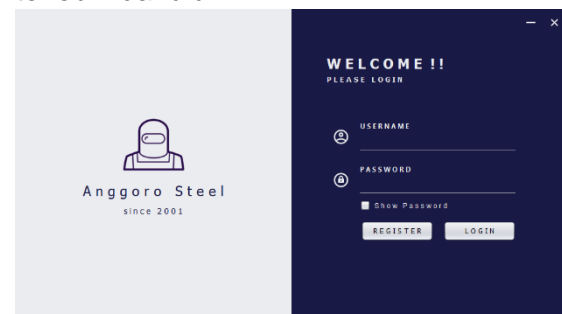 WELCOME !!
PLEASE LOGIN
USERNAME
PASSWORD
Show Password
REGISTER
LOGIN
Anggoro Steel
since 2001